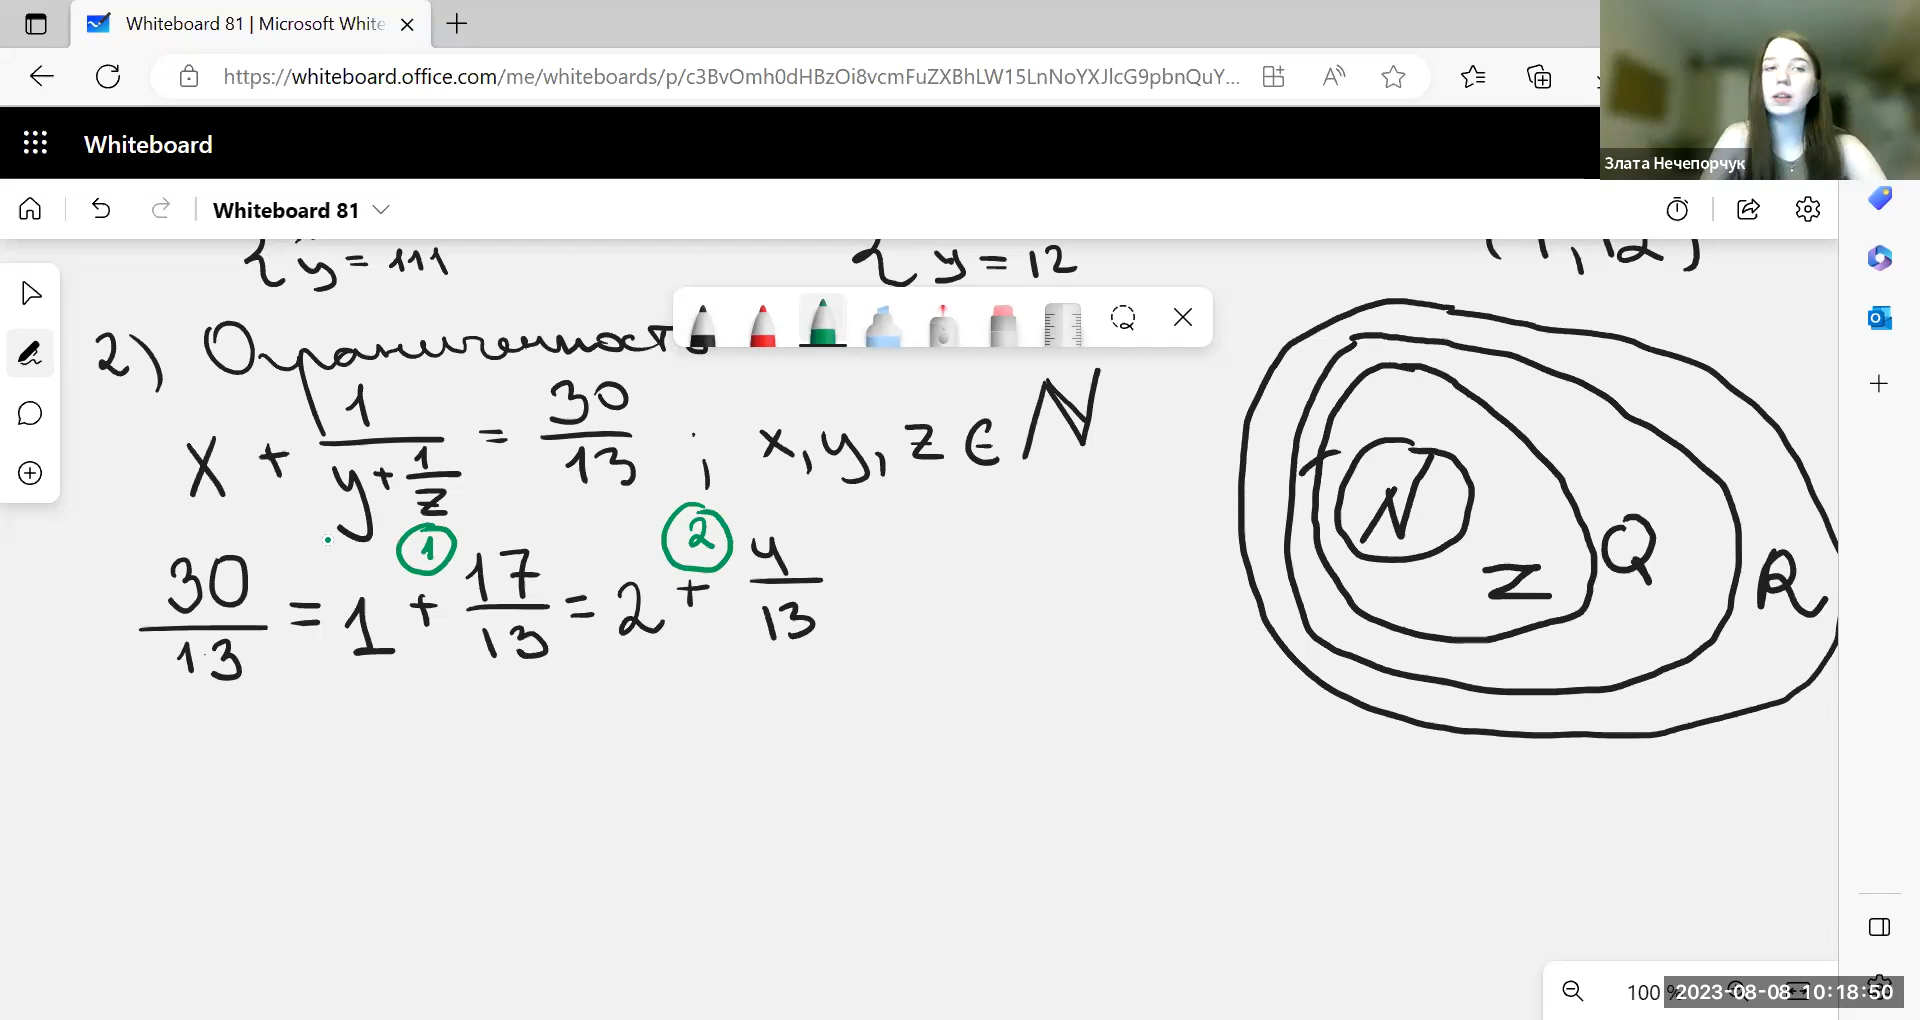 Whiteboard 81 | Microsoft White
https://whiteboard.office.com/me/whiteboards/p/c3BvOmh0dHBzOi8vcmFuZXBhLW15LnNoYXJlcG9pbnQuY...
Whiteboard
Злата Нечепорчук
Whiteboard 81
{ y = 111
{ y = 12
2) Ограниченность
x + 1/(y + 1/z) = 30/13 ; x, y, z ∈ N
1 2
30/13 = 1 + 17/13 = 2 + 4/13
N Z Q R
100 %
2023-08-08 10:18:50